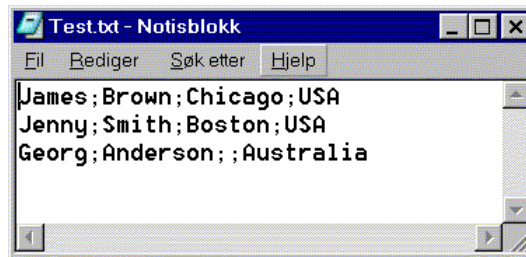 Test.txt - Notisblokk
Fil Rediger Søk etter Hjelp
James;Brown;Chicago;USA
Jenny;Smith;Boston;USA
Georg;Anderson;;Australia